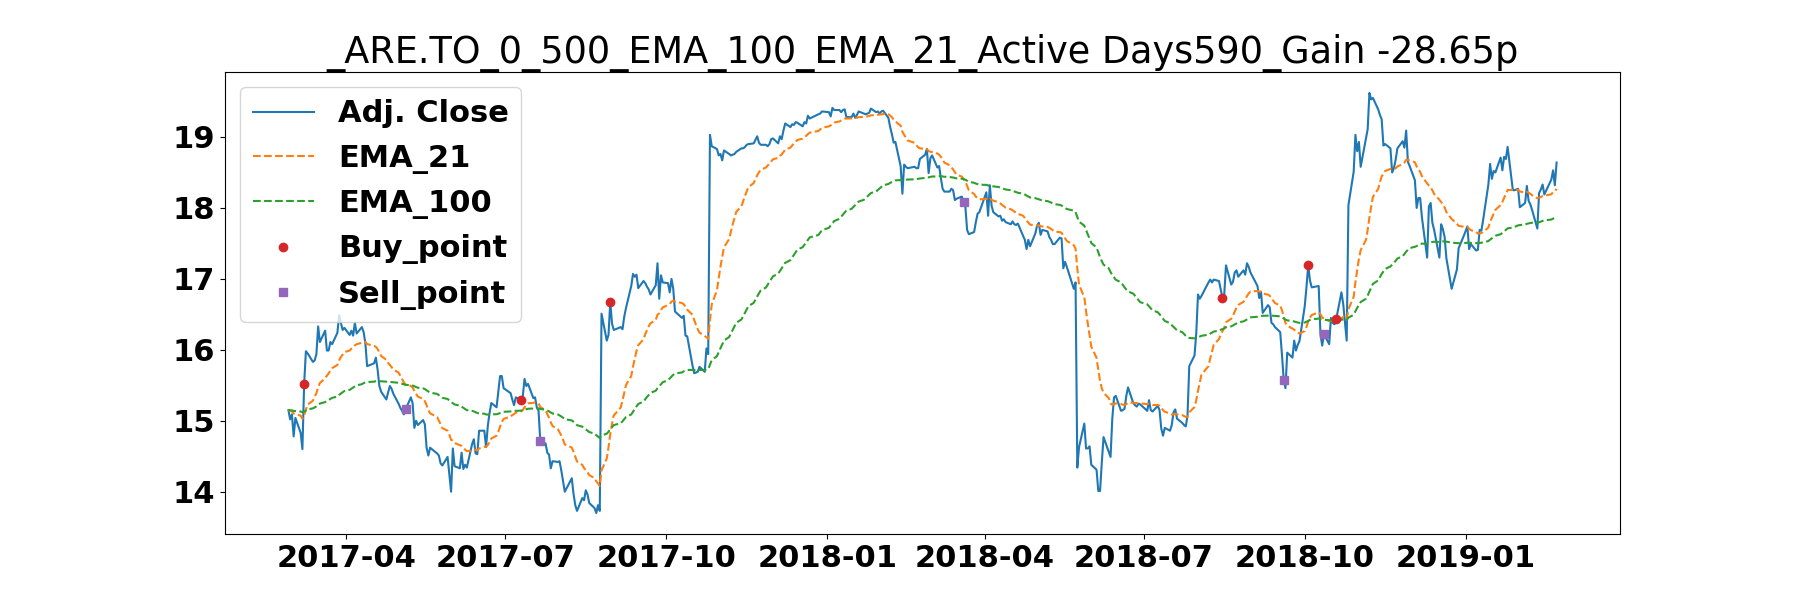 _ARE.TO_0_500_EMA_100_EMA_21_Active Days590_Gain -28.65p
Adj. Close
EMA_21
EMA_100
Buy_point
Sell_point
19
18
17
16
15
14
2017-04 2017-07 2017-10 2018-01 2018-04 2018-07 2018-10 2019-01